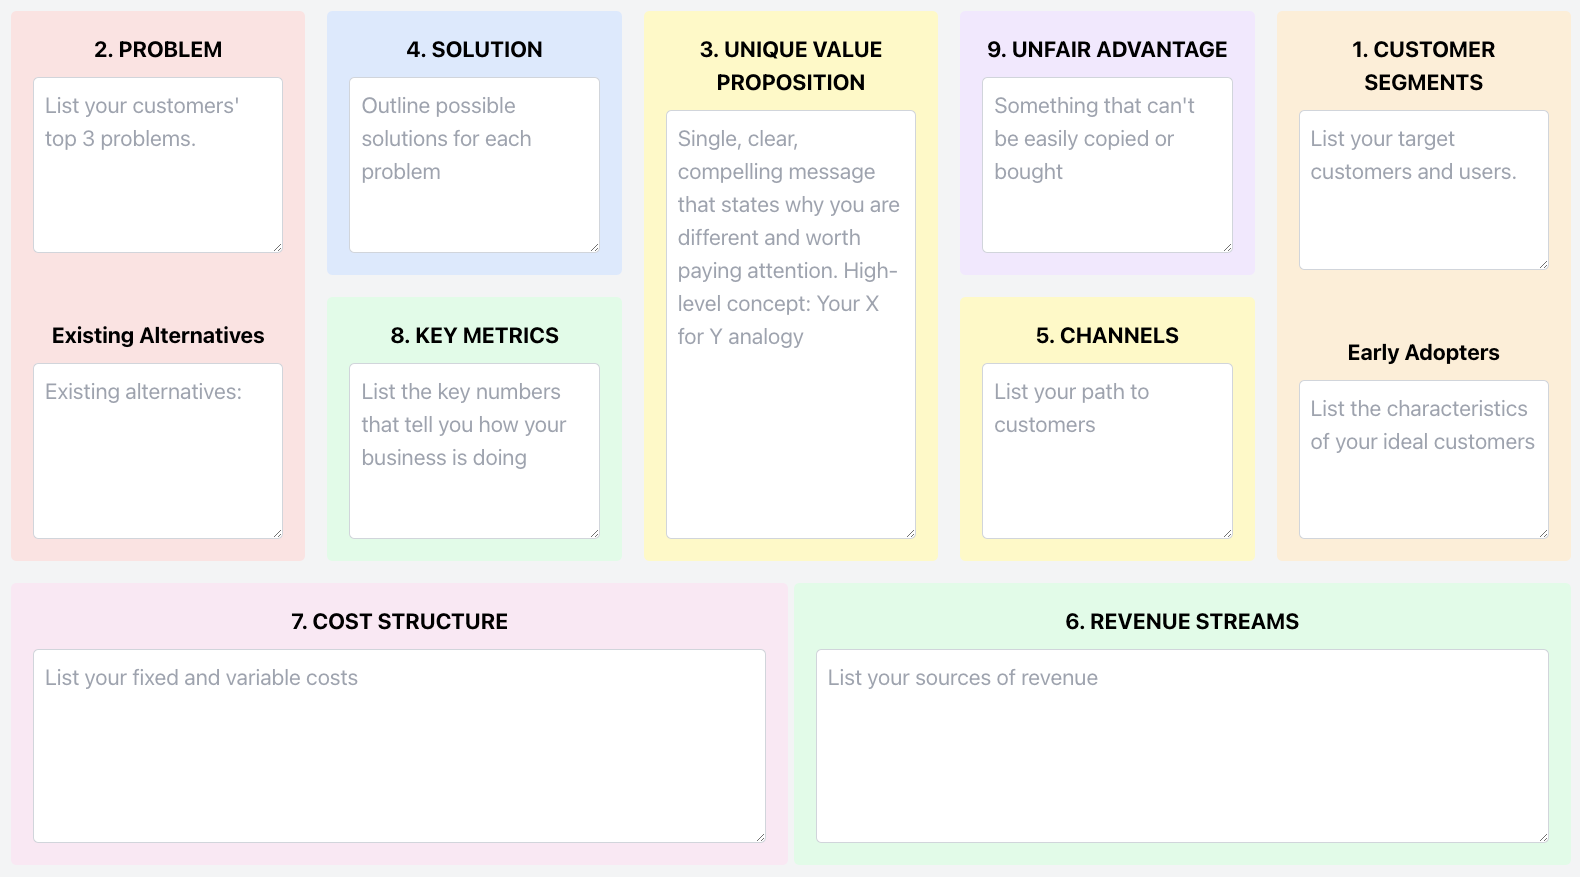 2. PROBLEM
List your customers'
top 3 problems.
Existing Alternatives
Existing alternatives:
4. SOLUTION
Outline possible
solutions for each
problem
8. KEY METRICS
List the key numbers
that tell you how your
business is doing
3. UNIQUE VALUE
PROPOSITION
Single, clear,
compelling message
that states why you are
different and worth
paying attention. High-
level concept: Your X
for Y analogy
9. UNFAIR ADVANTAGE
Something that can't
be easily copied or
bought
5. CHANNELS
List your path to
customers
1. CUSTOMER
SEGMENTS
List your target
customers and users.
Early Adopters
List the characteristics
of your ideal customers
7. COST STRUCTURE
List your fixed and variable costs
6. REVENUE STREAMS
List your sources of revenue